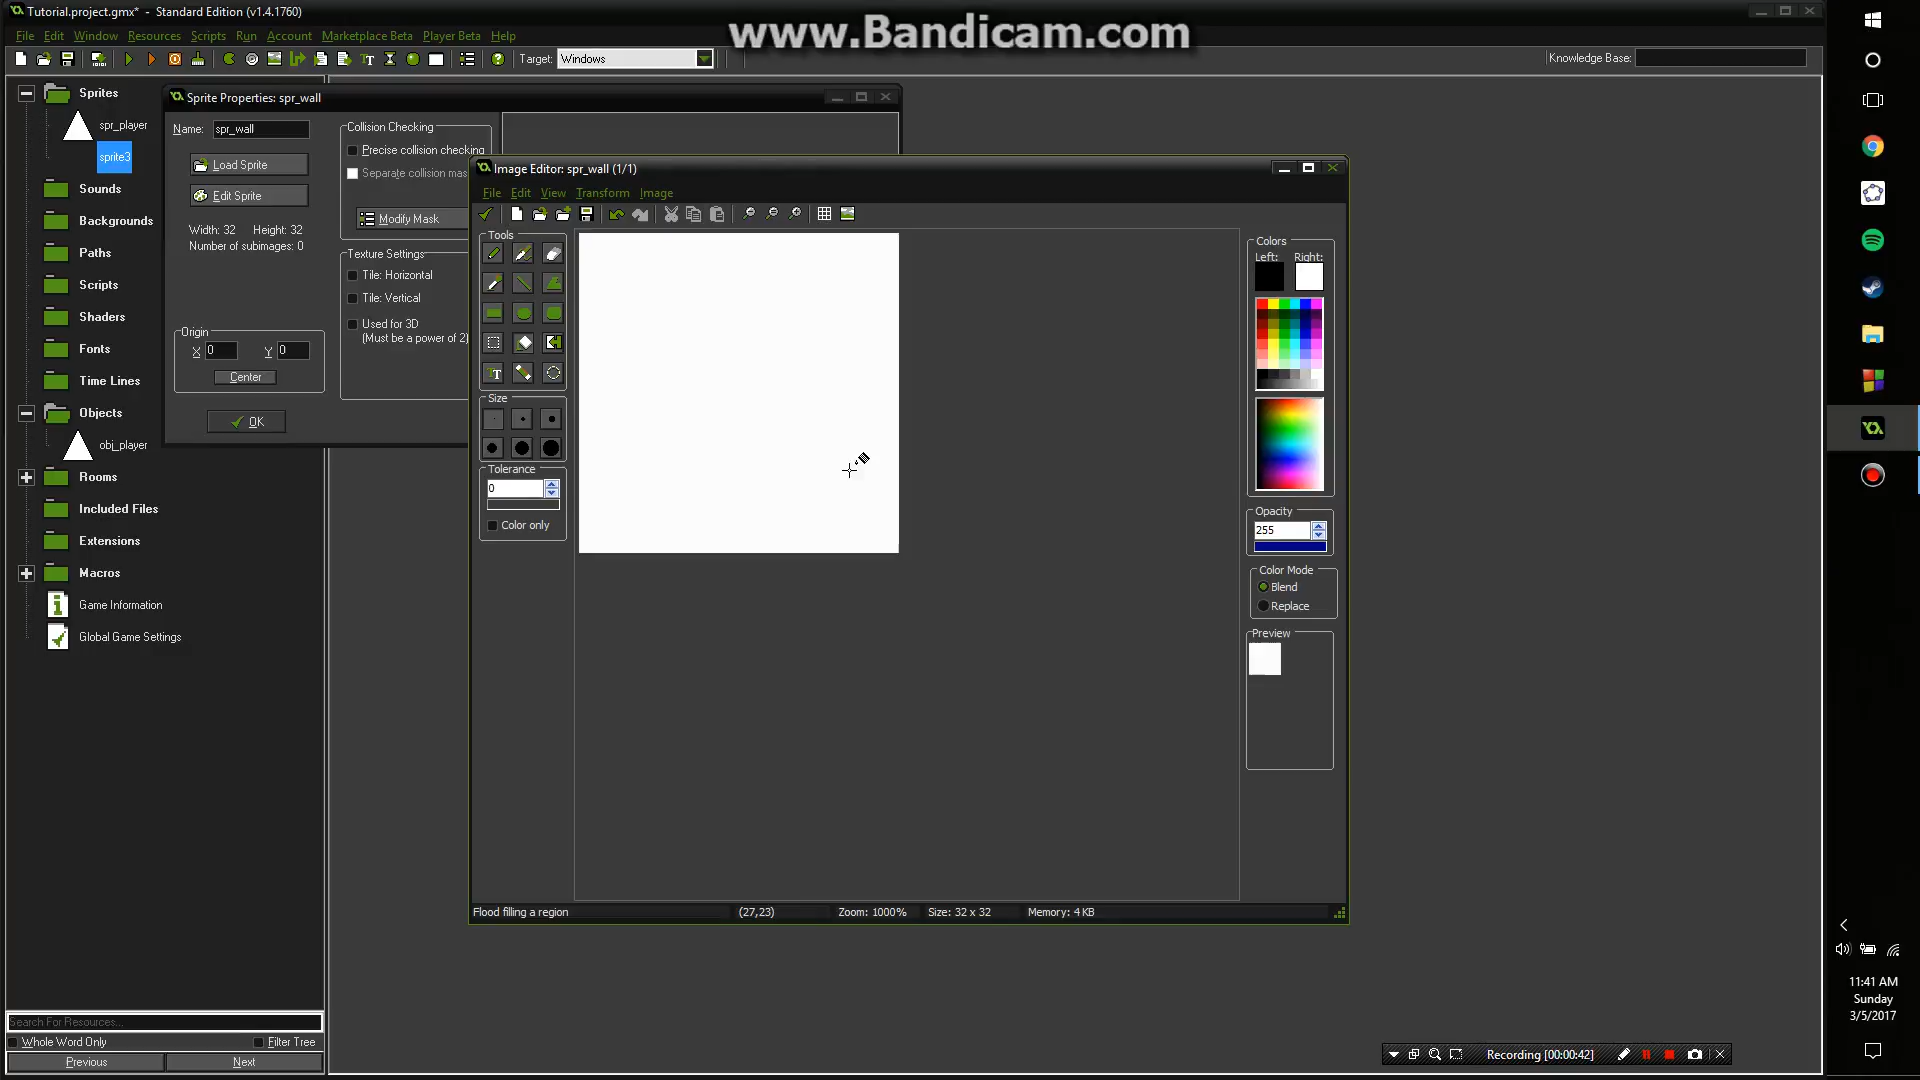 Tutorial.project.gmx* - Standard Edition (v1.4.1760)
www.Bandicam.com
File Edit Window Resources Scripts Run Account Marketplace Beta Player Beta Help
Target: Windows
Knowledge Base:
Sprites
spr_player
sprite3
Sounds
Backgrounds
Paths
Scripts
Shaders
Fonts
Time Lines
Objects
obj_player
Rooms
Included Files
Extensions
Macros
Game Information
Global Game Settings
Search For Resources...
Whole Word Only Filter Tree
Previous Next
Sprite Properties: spr_wall
Name: spr_wall
Load Sprite
Edit Sprite
Width: 32 Height: 32
Number of subimages: 0
Origin
X 0 Y 0
Center
OK
Collision Checking
Precise collision checking
Separate collision mas
Modify Mask
Texture Settings
Tile: Horizontal
Tile: Vertical
Used for 3D
(Must be a power of 2)
Image Editor: spr_wall (1/1)
File Edit View Transform Image
Tools
Size
Tolerance
0
Color only
Colors
Left: Right:
Opacity
255
Color Mode
Blend
Replace
Preview
Flood filling a region (27,23) Zoom: 1000% Size: 32 x 32 Memory: 4 KB
11:41 AM
Sunday
3/5/2017
Recording [00:00:42]